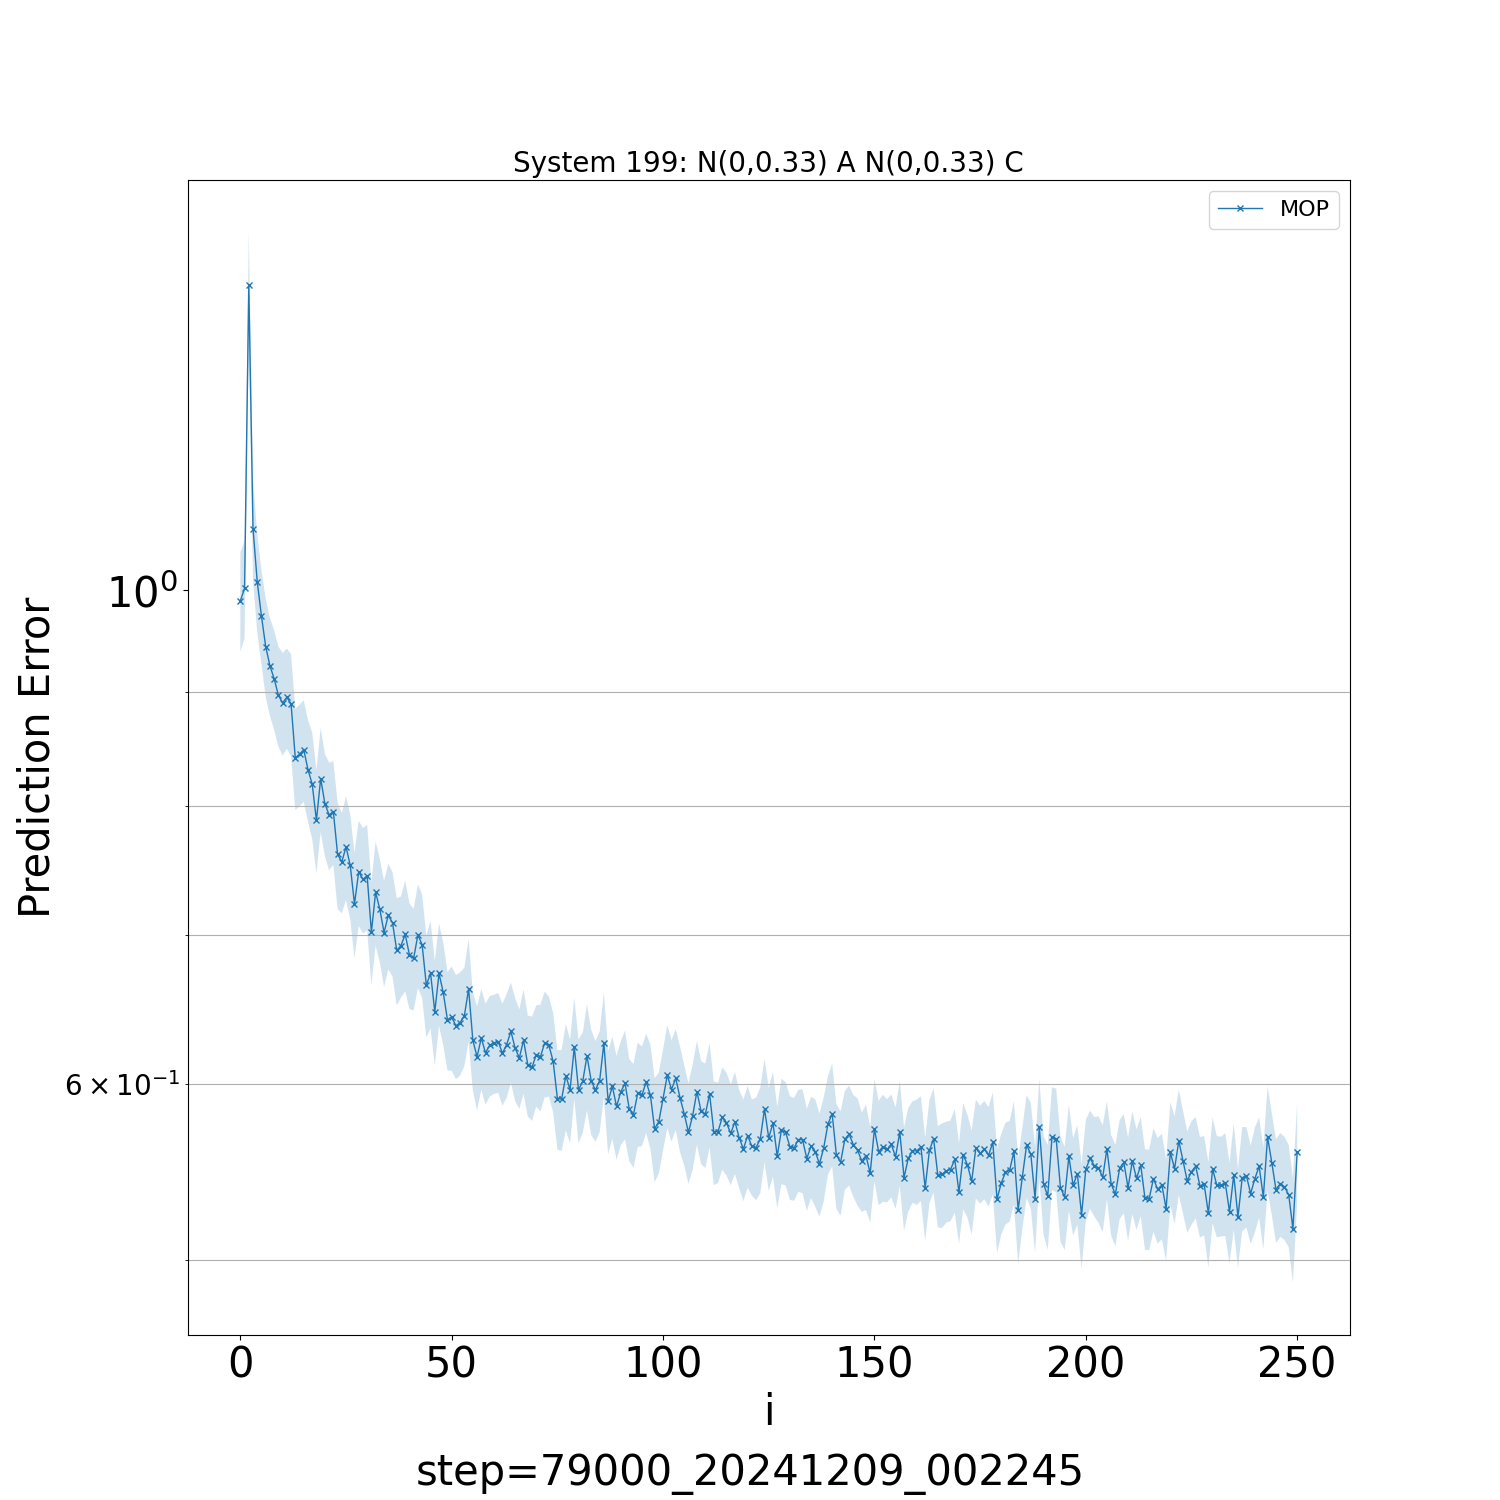 System 199: N(0,0.33) A N(0,0.33) C
MOP
Prediction Error
10⁰
6 × 10⁻¹
0 50 100 150 200 250
i
step=79000_20241209_002245